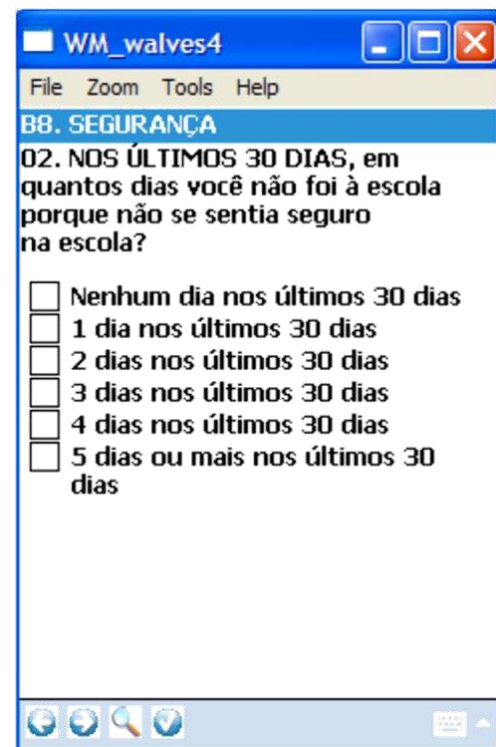 WM_walves4
File Zoom Tools Help
B8. SEGURANÇA
02. NOS ÚLTIMOS 30 DIAS, em
quantos dias você não foi à escola
porque não se sentia seguro
na escola?
Nenhum dia nos últimos 30 dias
1 dia nos últimos 30 dias
2 dias nos últimos 30 dias
3 dias nos últimos 30 dias
4 dias nos últimos 30 dias
5 dias ou mais nos últimos 30
dias